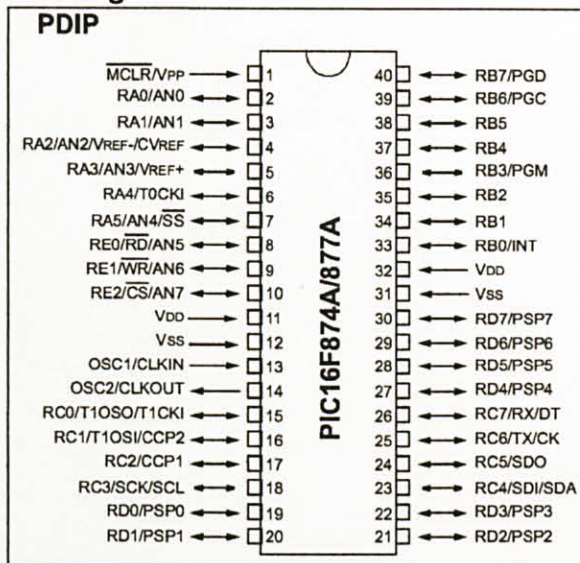 PDIP
MCLR/VPP 1 40 RB7/PGD
RA0/AN0 2 39 RB6/PGC
RA1/AN1 3 38 RB5
RA2/AN2/VREF-/CVREF 4 37 RB4
RA3/AN3/VREF+ 5 36 RB3/PGM
RA4/T0CKI 6 35 RB2
RA5/AN4/SS 7 34 RB1
RE0/RD/AN5 8 33 RB0/INT
RE1/WR/AN6 9 32 VDD
RE2/CS/AN7 10 31 VSS
VDD 11 30 RD7/PSP7
VSS 12 29 RD6/PSP6
OSC1/CLKIN 13 28 RD5/PSP5
OSC2/CLKOUT 14 27 RD4/PSP4
RC0/T1OSO/T1CKI 15 26 RC7/RX/DT
RC1/T1OSI/CCP2 16 25 RC6/TX/CK
RC2/CCP1 17 24 RC5/SDO
RC3/SCK/SCL 18 23 RC4/SDI/SDA
RD0/PSP0 19 22 RD3/PSP3
RD1/PSP1 20 21 RD2/PSP2
PIC16F874A/877A